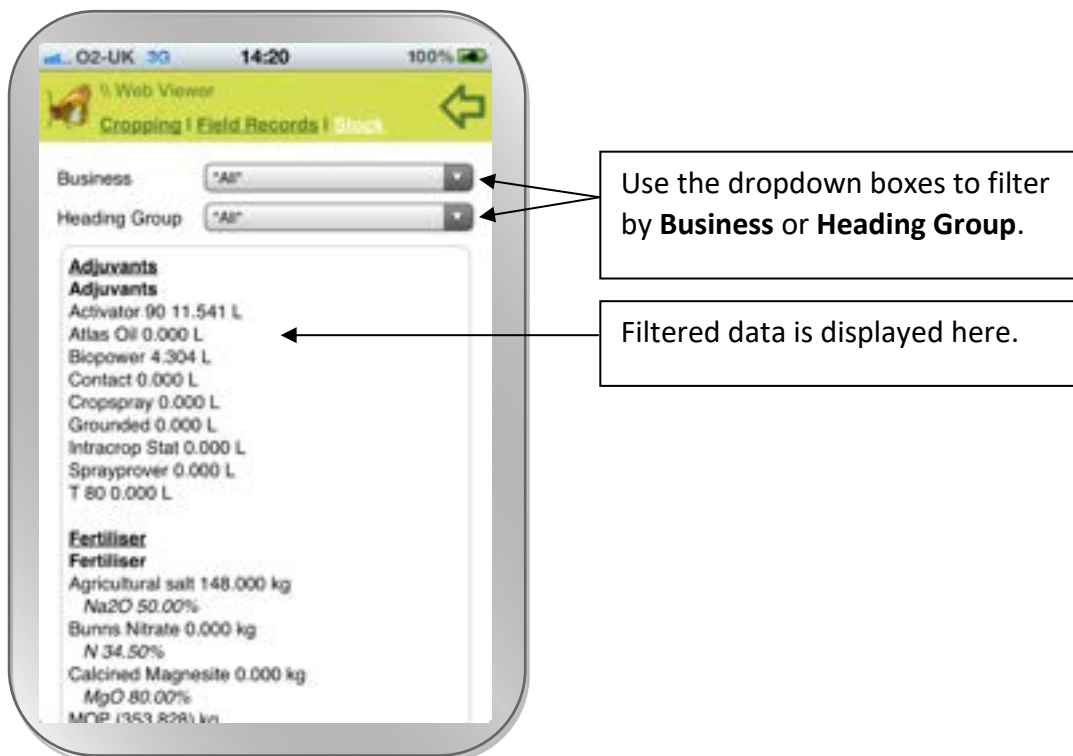 O2-UK 3G 14:20 100%
\\ Web Viewer
Cropping | Field Records | Stock
Business "All"
Heading Group "All"
Use the dropdown boxes to filter
by Business or Heading Group.
Adjuvants
Adjuvants
Activator 90 11.541 L
Atlas Oil 0.000 L
Biopower 4.304 L
Contact 0.000 L
Cropspray 0.000 L
Grounded 0.000 L
Intracrop Stat 0.000 L
Sprayprover 0.000 L
T 80 0.000 L
Filtered data is displayed here.
Fertiliser
Fertiliser
Agricultural salt 148.000 kg
Na2O 50.00%
Bunns Nitrate 0.000 kg
N 34.50%
Calcined Magnesite 0.000 kg
MgO 80.00%
MOP (353.828) kg